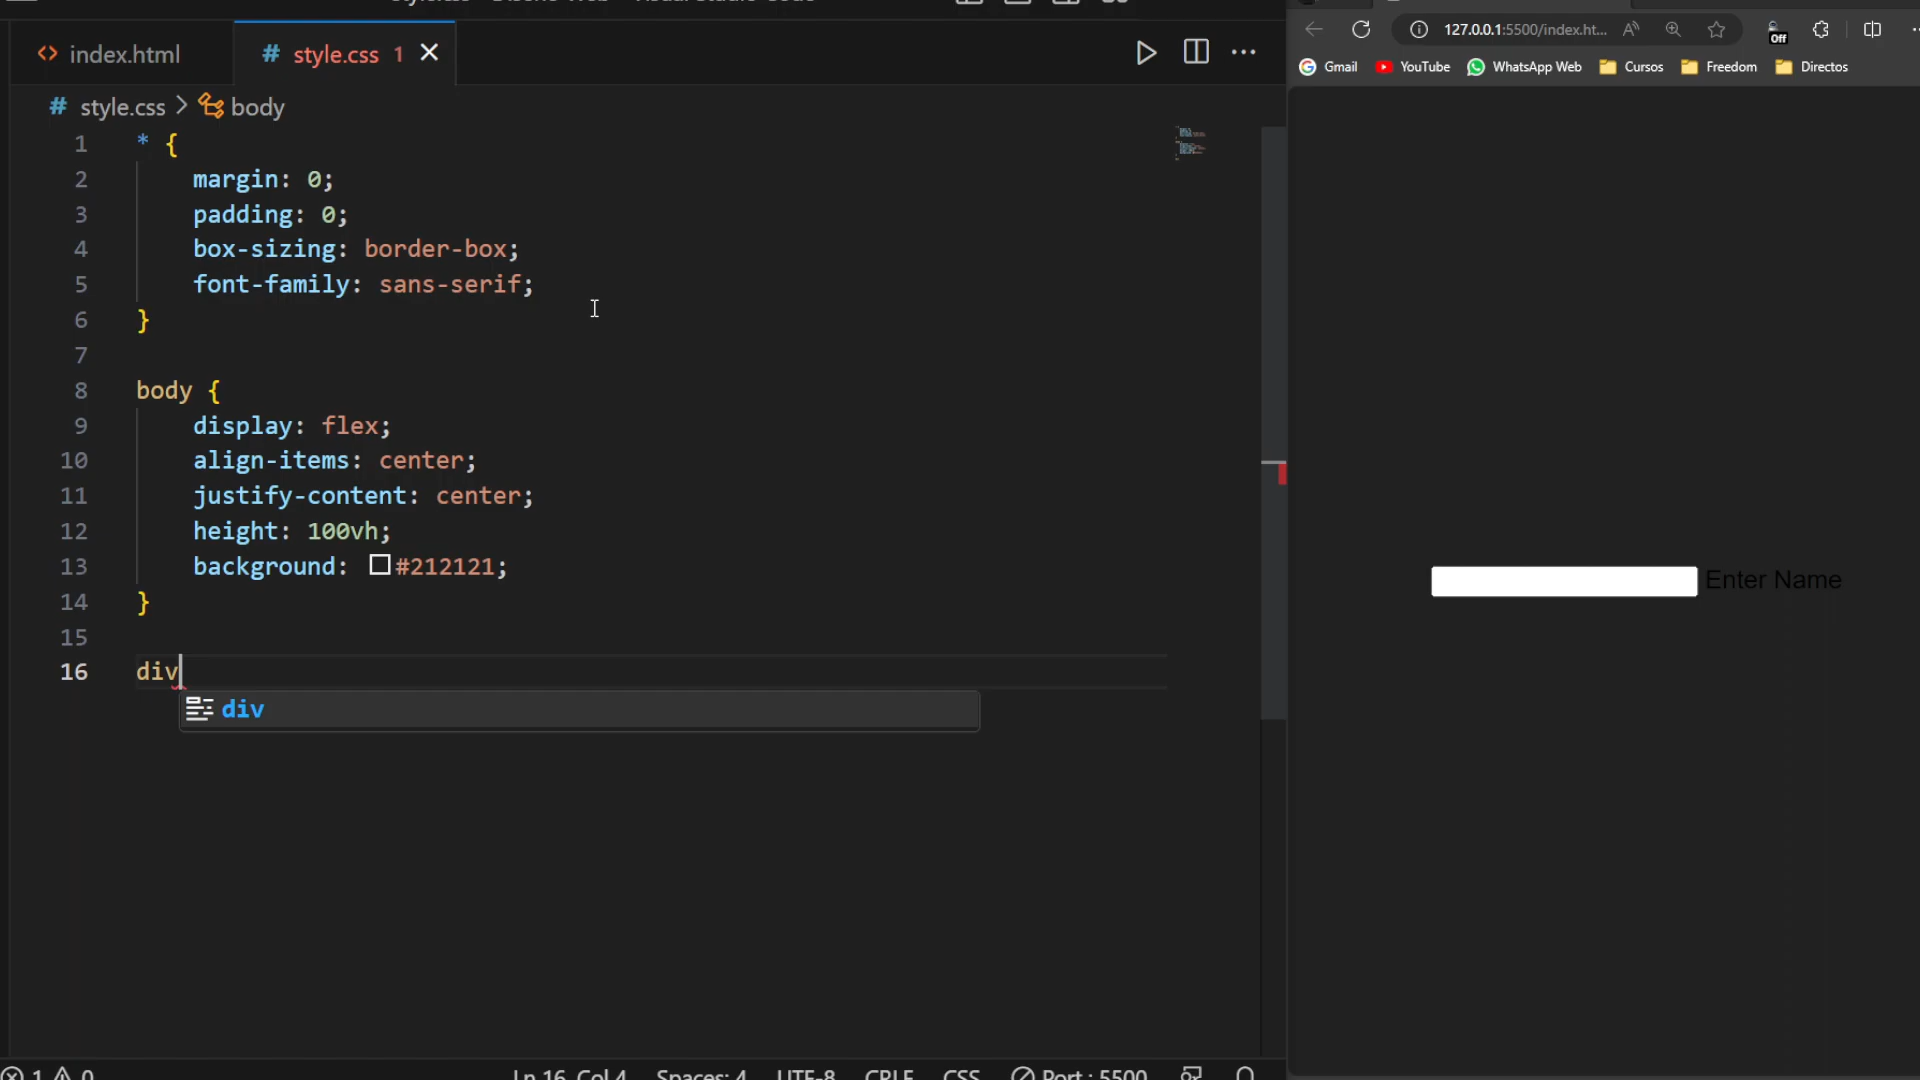 index.html
# style.css 1
# style.css > body
1 * {
2 margin: 0;
3 padding: 0;
4 box-sizing: border-box;
5 font-family: sans-serif;
6 }
7
8 body {
9 display: flex;
10 align-items: center;
11 justify-content: center;
12 height: 100vh;
13 background: #212121;
14 }
15
16 div
div
1 0 Ln 16, Col 4 Spaces: 4 UTF-8 CRLF CSS Port : 5500
127.0.0.1:5500/index.ht...
Off
Gmail YouTube WhatsApp Web Cursos Freedom Directos
Enter Name